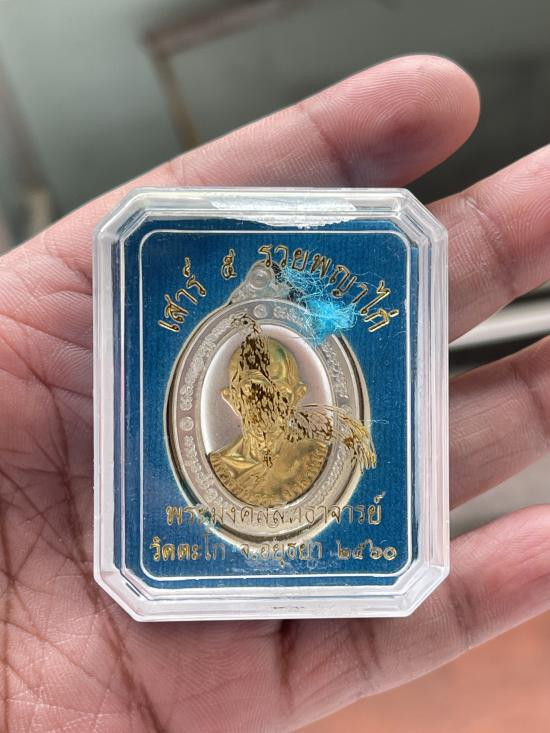 เสาร์ ๕ รวยพญาไก่
พระมงคลสิทธาจารย์
วัดตะโก จ.อยุธยา ๒๕๖๐